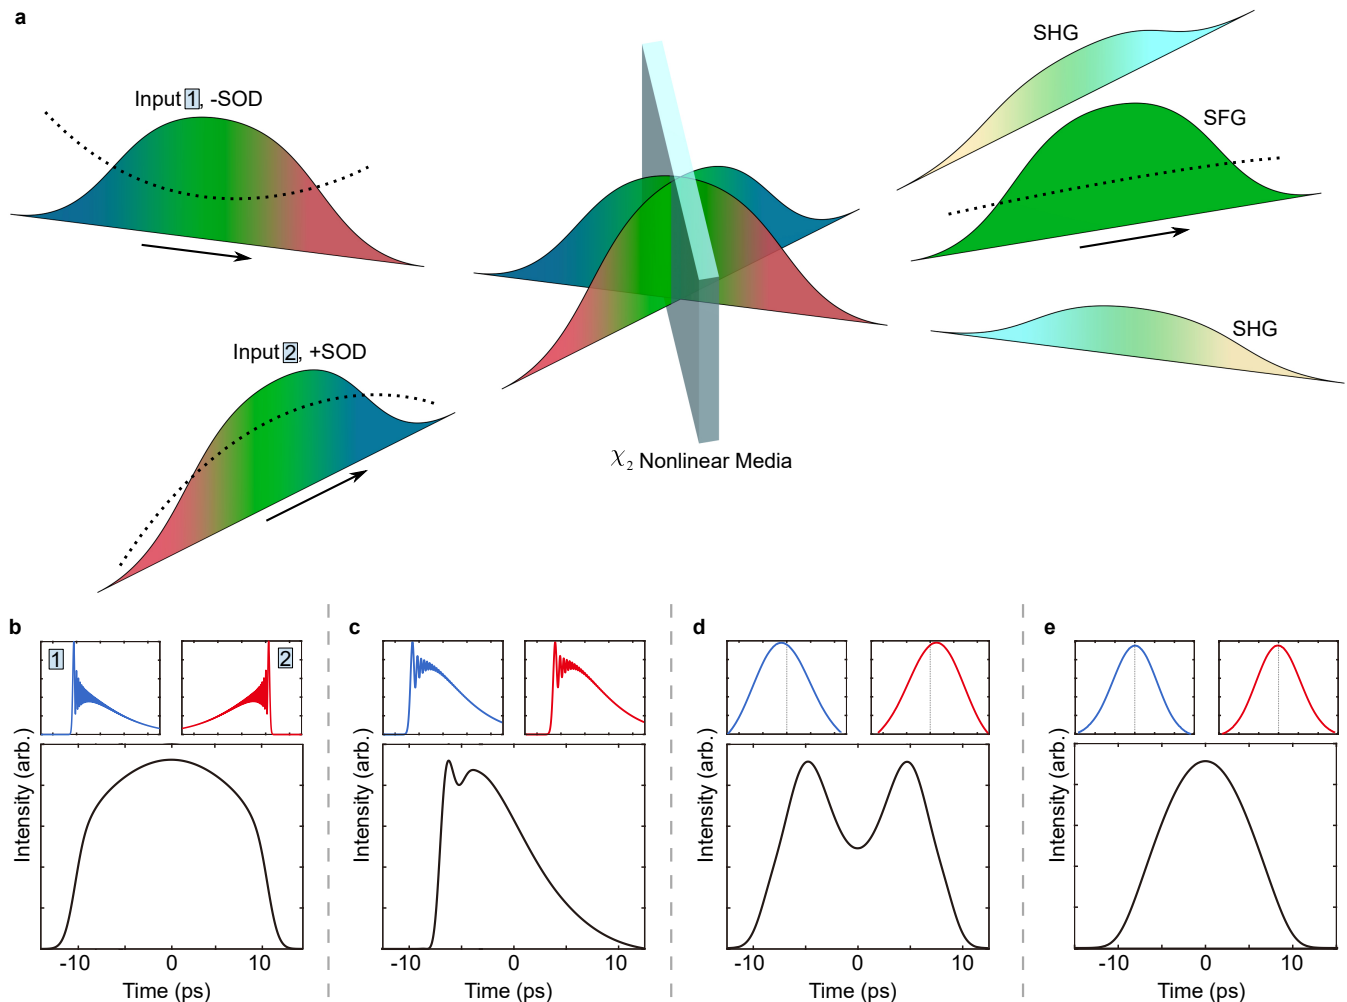 a
SHG
Input 1, -SOD
SFG
SHG
Input 2, +SOD
χ₂ Nonlinear Media
b
c
d
e
1
2
Intensity (arb.)
Intensity (arb.)
Intensity (arb.)
Intensity (arb.)
-10 0 10
-10 0 10
-10 0 10
-10 0 10
Time (ps)
Time (ps)
Time (ps)
Time (ps)